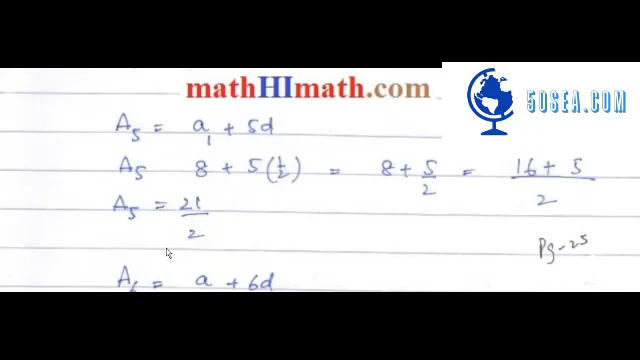 mathHImath.com
5OSEA.COM
A₅ = a₁ + 5d
A₅ 8 + 5(1/2) = 8 + 5/2 = (16 + 5)/2
A₅ = 21/2
Pg-25
A₆ = a + 6d